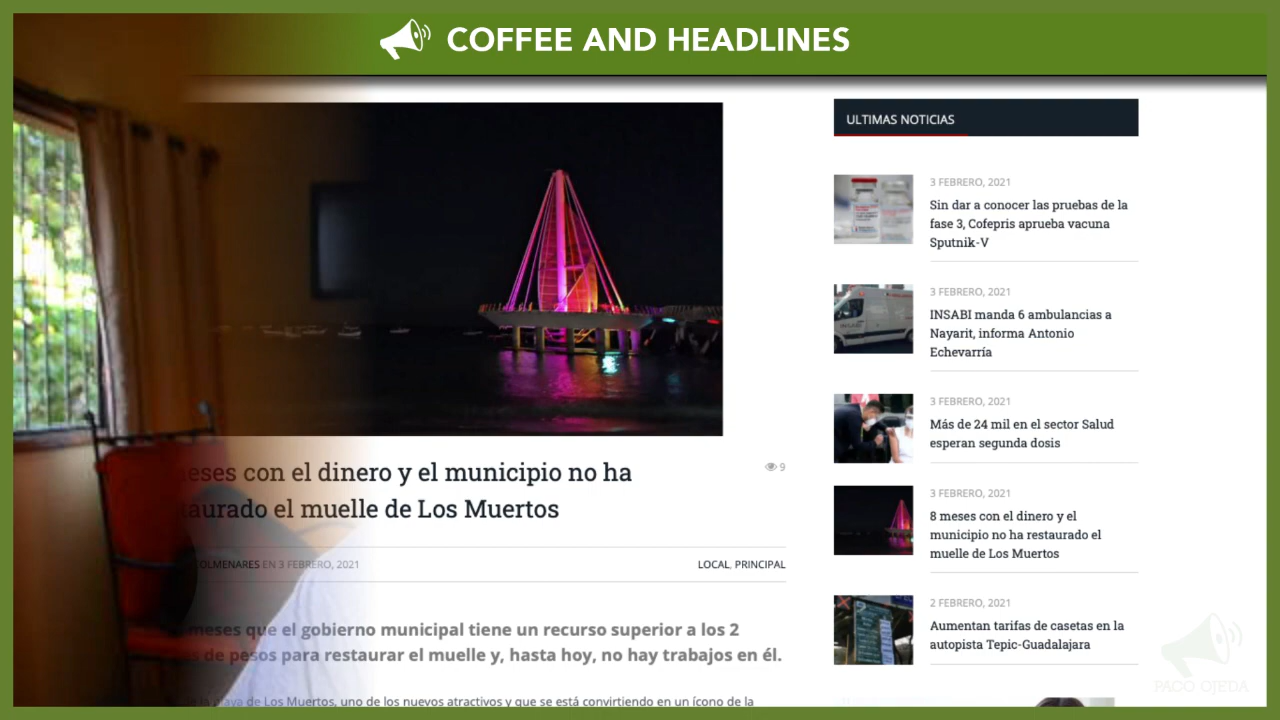 COFFEE AND HEADLINES
meses con el dinero y el municipio no ha
taurado el muelle de Los Muertos
9
OLMENARES EN 3 FEBRERO, 2021
LOCAL, PRINCIPAL
meses que el gobierno municipal tiene un recurso superior a los 2
s de pesos para restaurar el muelle y, hasta hoy, no hay trabajos en él.
playa de Los Muertos, uno de los nuevos atractivos y que se está convirtiendo en un ícono de la
ULTIMAS NOTICIAS
3 FEBRERO, 2021
Sin dar a conocer las pruebas de la
fase 3, Cofepris aprueba vacuna
Sputnik-V
3 FEBRERO, 2021
INSABI manda 6 ambulancias a
Nayarit, informa Antonio
Echevarría
3 FEBRERO, 2021
Más de 24 mil en el sector Salud
esperan segunda dosis
3 FEBRERO, 2021
8 meses con el dinero y el
municipio no ha restaurado el
muelle de Los Muertos
2 FEBRERO, 2021
Aumentan tarifas de casetas en la
autopista Tepic-Guadalajara
PACO OJEDA